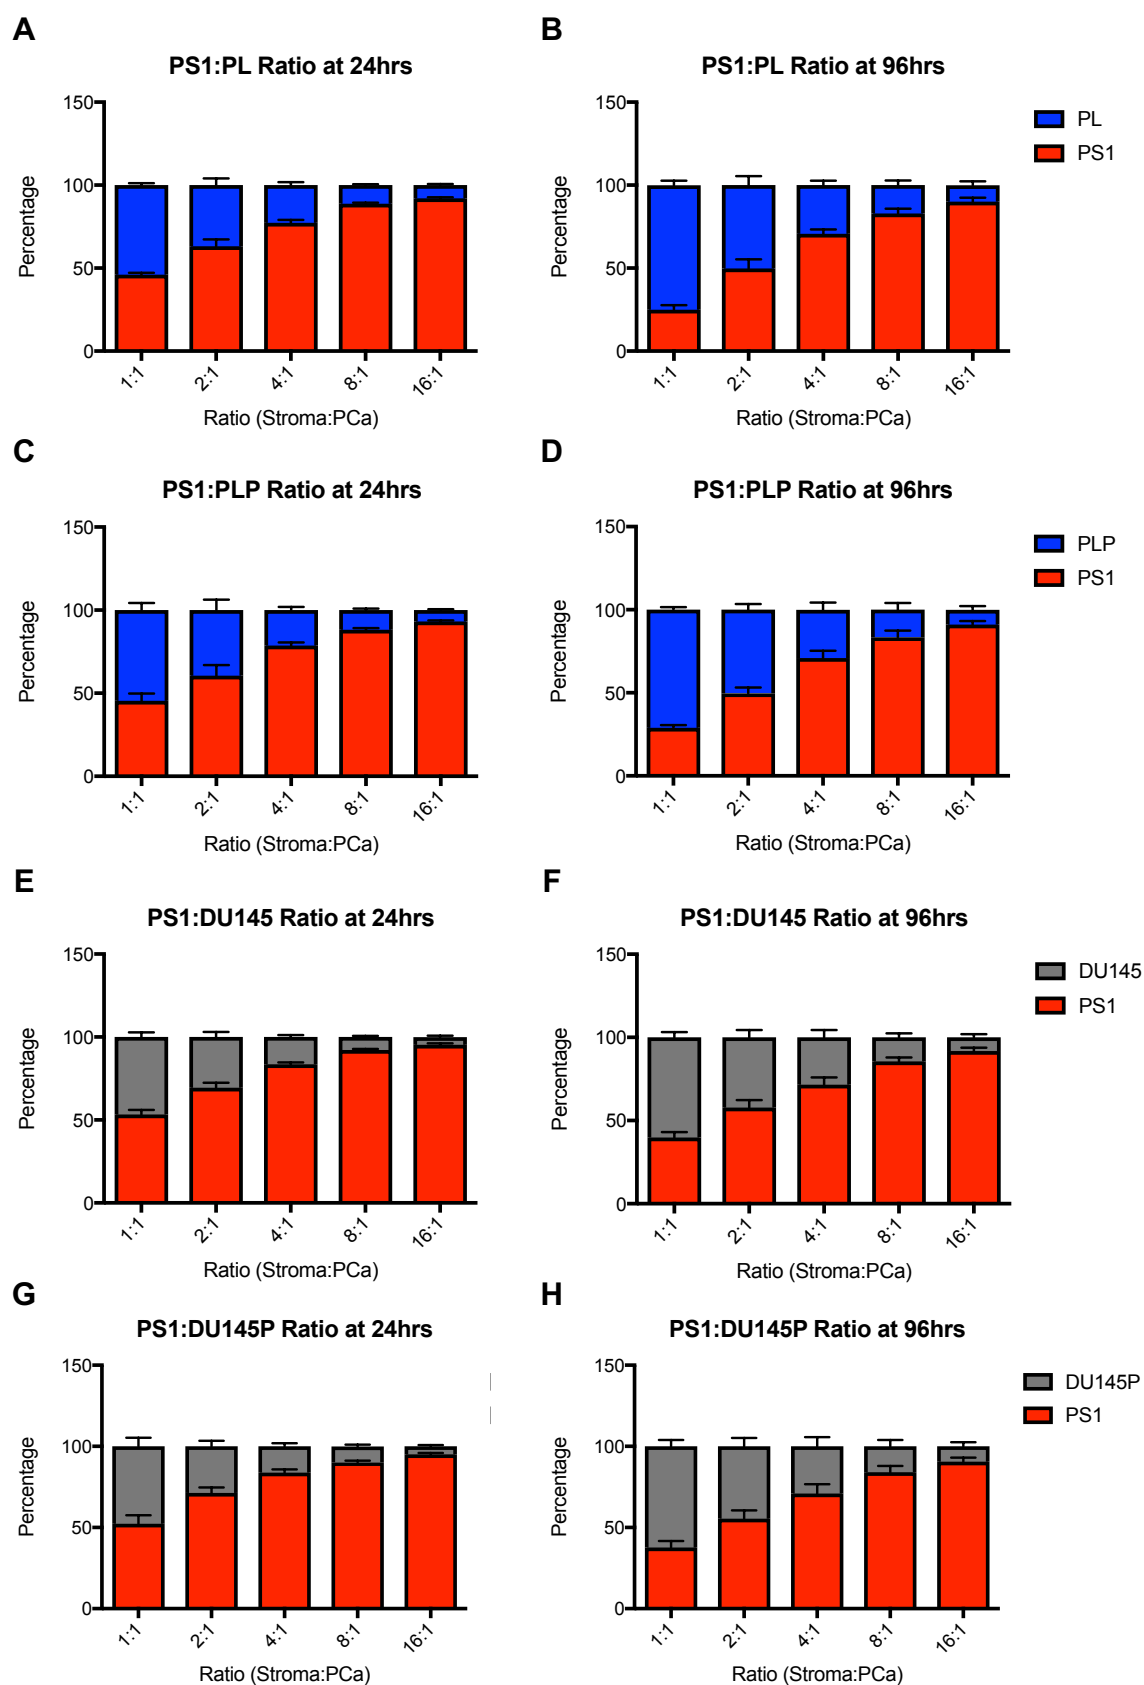 A
B
PS1:PL Ratio at 24hrs
PS1:PL Ratio at 96hrs
150
100
50
0
Percentage
1:1
2:1
4:1
8:1
16:1
Ratio (Stroma:PCa)
150
100
50
0
Percentage
1:1
2:1
4:1
8:1
16:1
Ratio (Stroma:PCa)
PL
PS1
C
D
PS1:PLP Ratio at 24hrs
PS1:PLP Ratio at 96hrs
150
100
50
0
Percentage
1:1
2:1
4:1
8:1
16:1
Ratio (Stroma:PCa)
150
100
50
0
Percentage
1:1
2:1
4:1
8:1
16:1
Ratio (Stroma:PCa)
PLP
PS1
E
F
PS1:DU145 Ratio at 24hrs
PS1:DU145 Ratio at 96hrs
150
100
50
0
Percentage
1:1
2:1
4:1
8:1
16:1
Ratio (Stroma:PCa)
150
100
50
0
Percentage
1:1
2:1
4:1
8:1
16:1
Ratio (Stroma:PCa)
DU145
PS1
G
H
PS1:DU145P Ratio at 24hrs
PS1:DU145P Ratio at 96hrs
150
100
50
0
Percentage
1:1
2:1
4:1
8:1
16:1
Ratio (Stroma:PCa)
150
100
50
0
Percentage
1:1
2:1
4:1
8:1
16:1
Ratio (Stroma:PCa)
DU145P
PS1